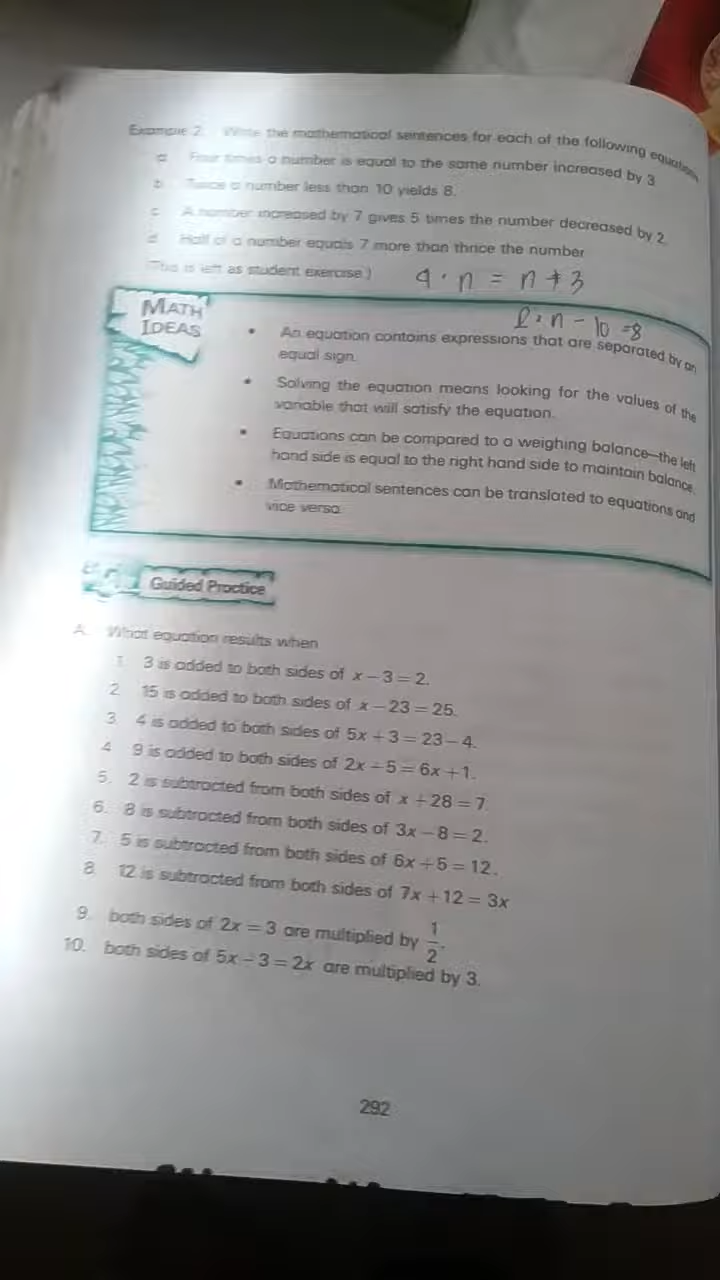 Example 2. Write the mathematical sentences for each of the following equations
a. Four times a number is equal to the same number increased by 3
b. Twice a number less than 10 yields 8.
c. A number increased by 7 gives 5 times the number decreased by 2.
d. Half of a number equals 7 more than thrice the number
(This is left as student exercise.) 4 · n = n + 3
2 · n - 10 = 8
MATH
IDEAS
• An equation contains expressions that are separated by an
equal sign.
• Solving the equation means looking for the values of the
variable that will satisfy the equation.
• Equations can be compared to a weighing balance—the left
hand side is equal to the right hand side to maintain balance.
• Mathematical sentences can be translated to equations and
vice versa.
Guided Practice
A. What equation results when
1. 3 is added to both sides of x – 3 = 2.
2. 15 is added to both sides of x – 23 = 25.
3. 4 is added to both sides of 5x + 3 = 23 – 4.
4. 9 is added to both sides of 2x – 5 = 6x + 1.
5. 2 is subtracted from both sides of x + 28 = 7.
6. 8 is subtracted from both sides of 3x – 8 = 2.
7. 5 is subtracted from both sides of 6x + 5 = 12.
8. 12 is subtracted from both sides of 7x + 12 = 3x
9. both sides of 2x = 3 are multiplied by 1/2.
10. both sides of 5x – 3 = 2x are multiplied by 3.
292